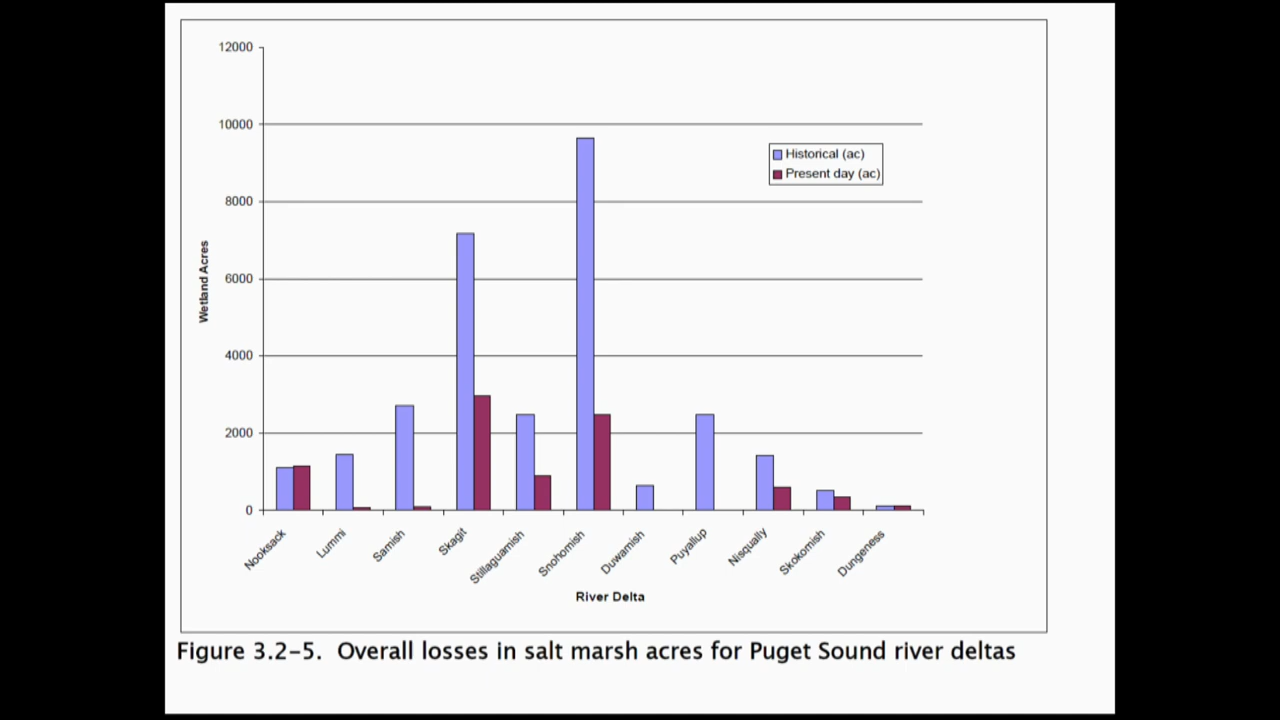 12000
10000
8000
6000
4000
2000
0
Wetland Acres
Historical (ac)
Present day (ac)
Nooksack
Lummi
Samish
Skagit
Stillaguamish
Snohomish
Duwamish
Puyallup
Nisqually
Skokomish
Dungeness
River Delta
Figure 3.2-5. Overall losses in salt marsh acres for Puget Sound river deltas